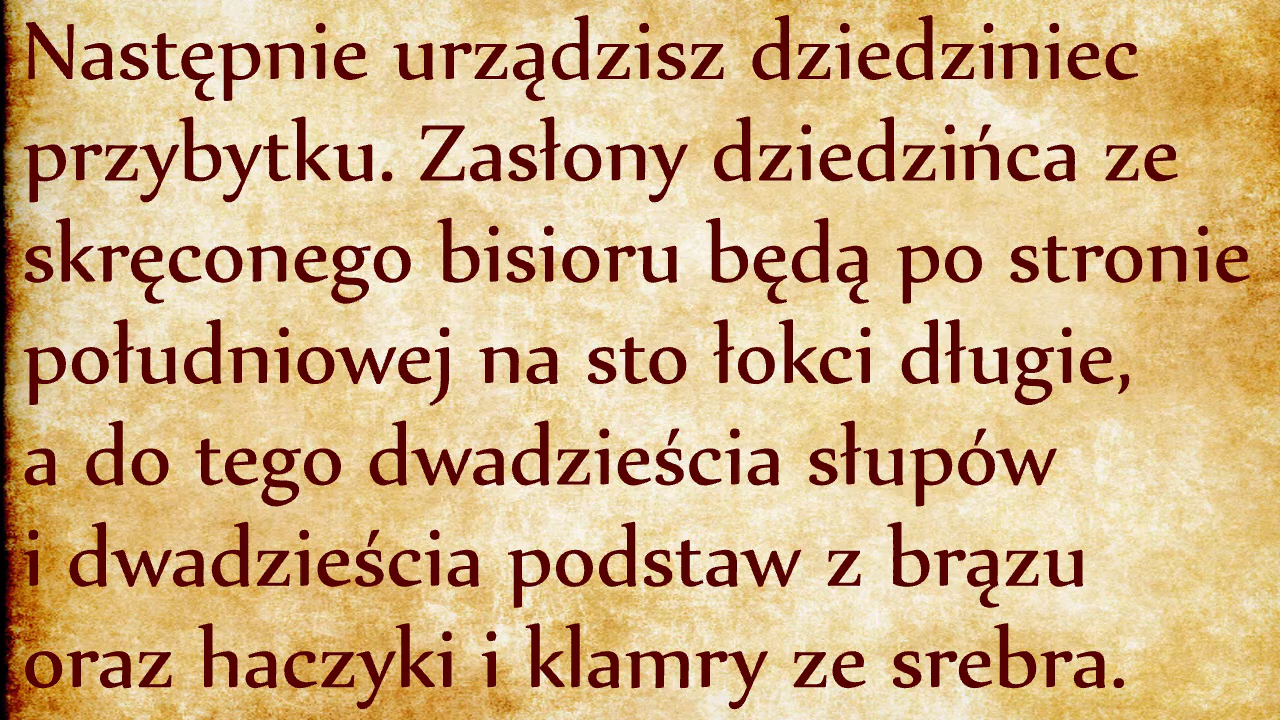 Następnie urządzisz dziedziniec
przybytku. Zasłony dziedzińca ze
skręconego bisioru będą po stronie
południowej na sto łokci długie,
a do tego dwadzieścia słupów
i dwadzieścia podstaw z brązu
oraz haczyki i klamry ze srebra.